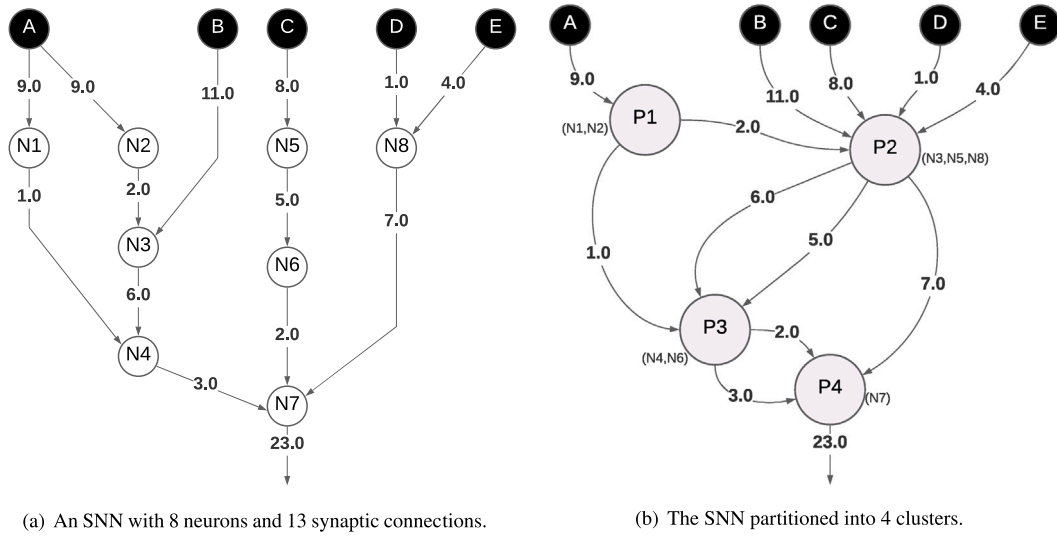 A
B
C
D
E
9.0
9.0
11.0
8.0
1.0
4.0
N1
N2
N5
N8
1.0
2.0
5.0
7.0
N3
6.0
N6
2.0
N4
3.0
N7
23.0
(a) An SNN with 8 neurons and 13 synaptic connections.
A
B
C
D
E
9.0
11.0
8.0
1.0
4.0
P1
(N1,N2)
2.0
P2
(N3,N5,N8)
6.0
5.0
1.0
7.0
P3
(N4,N6)
2.0
3.0
P4
(N7)
23.0
(b) The SNN partitioned into 4 clusters.